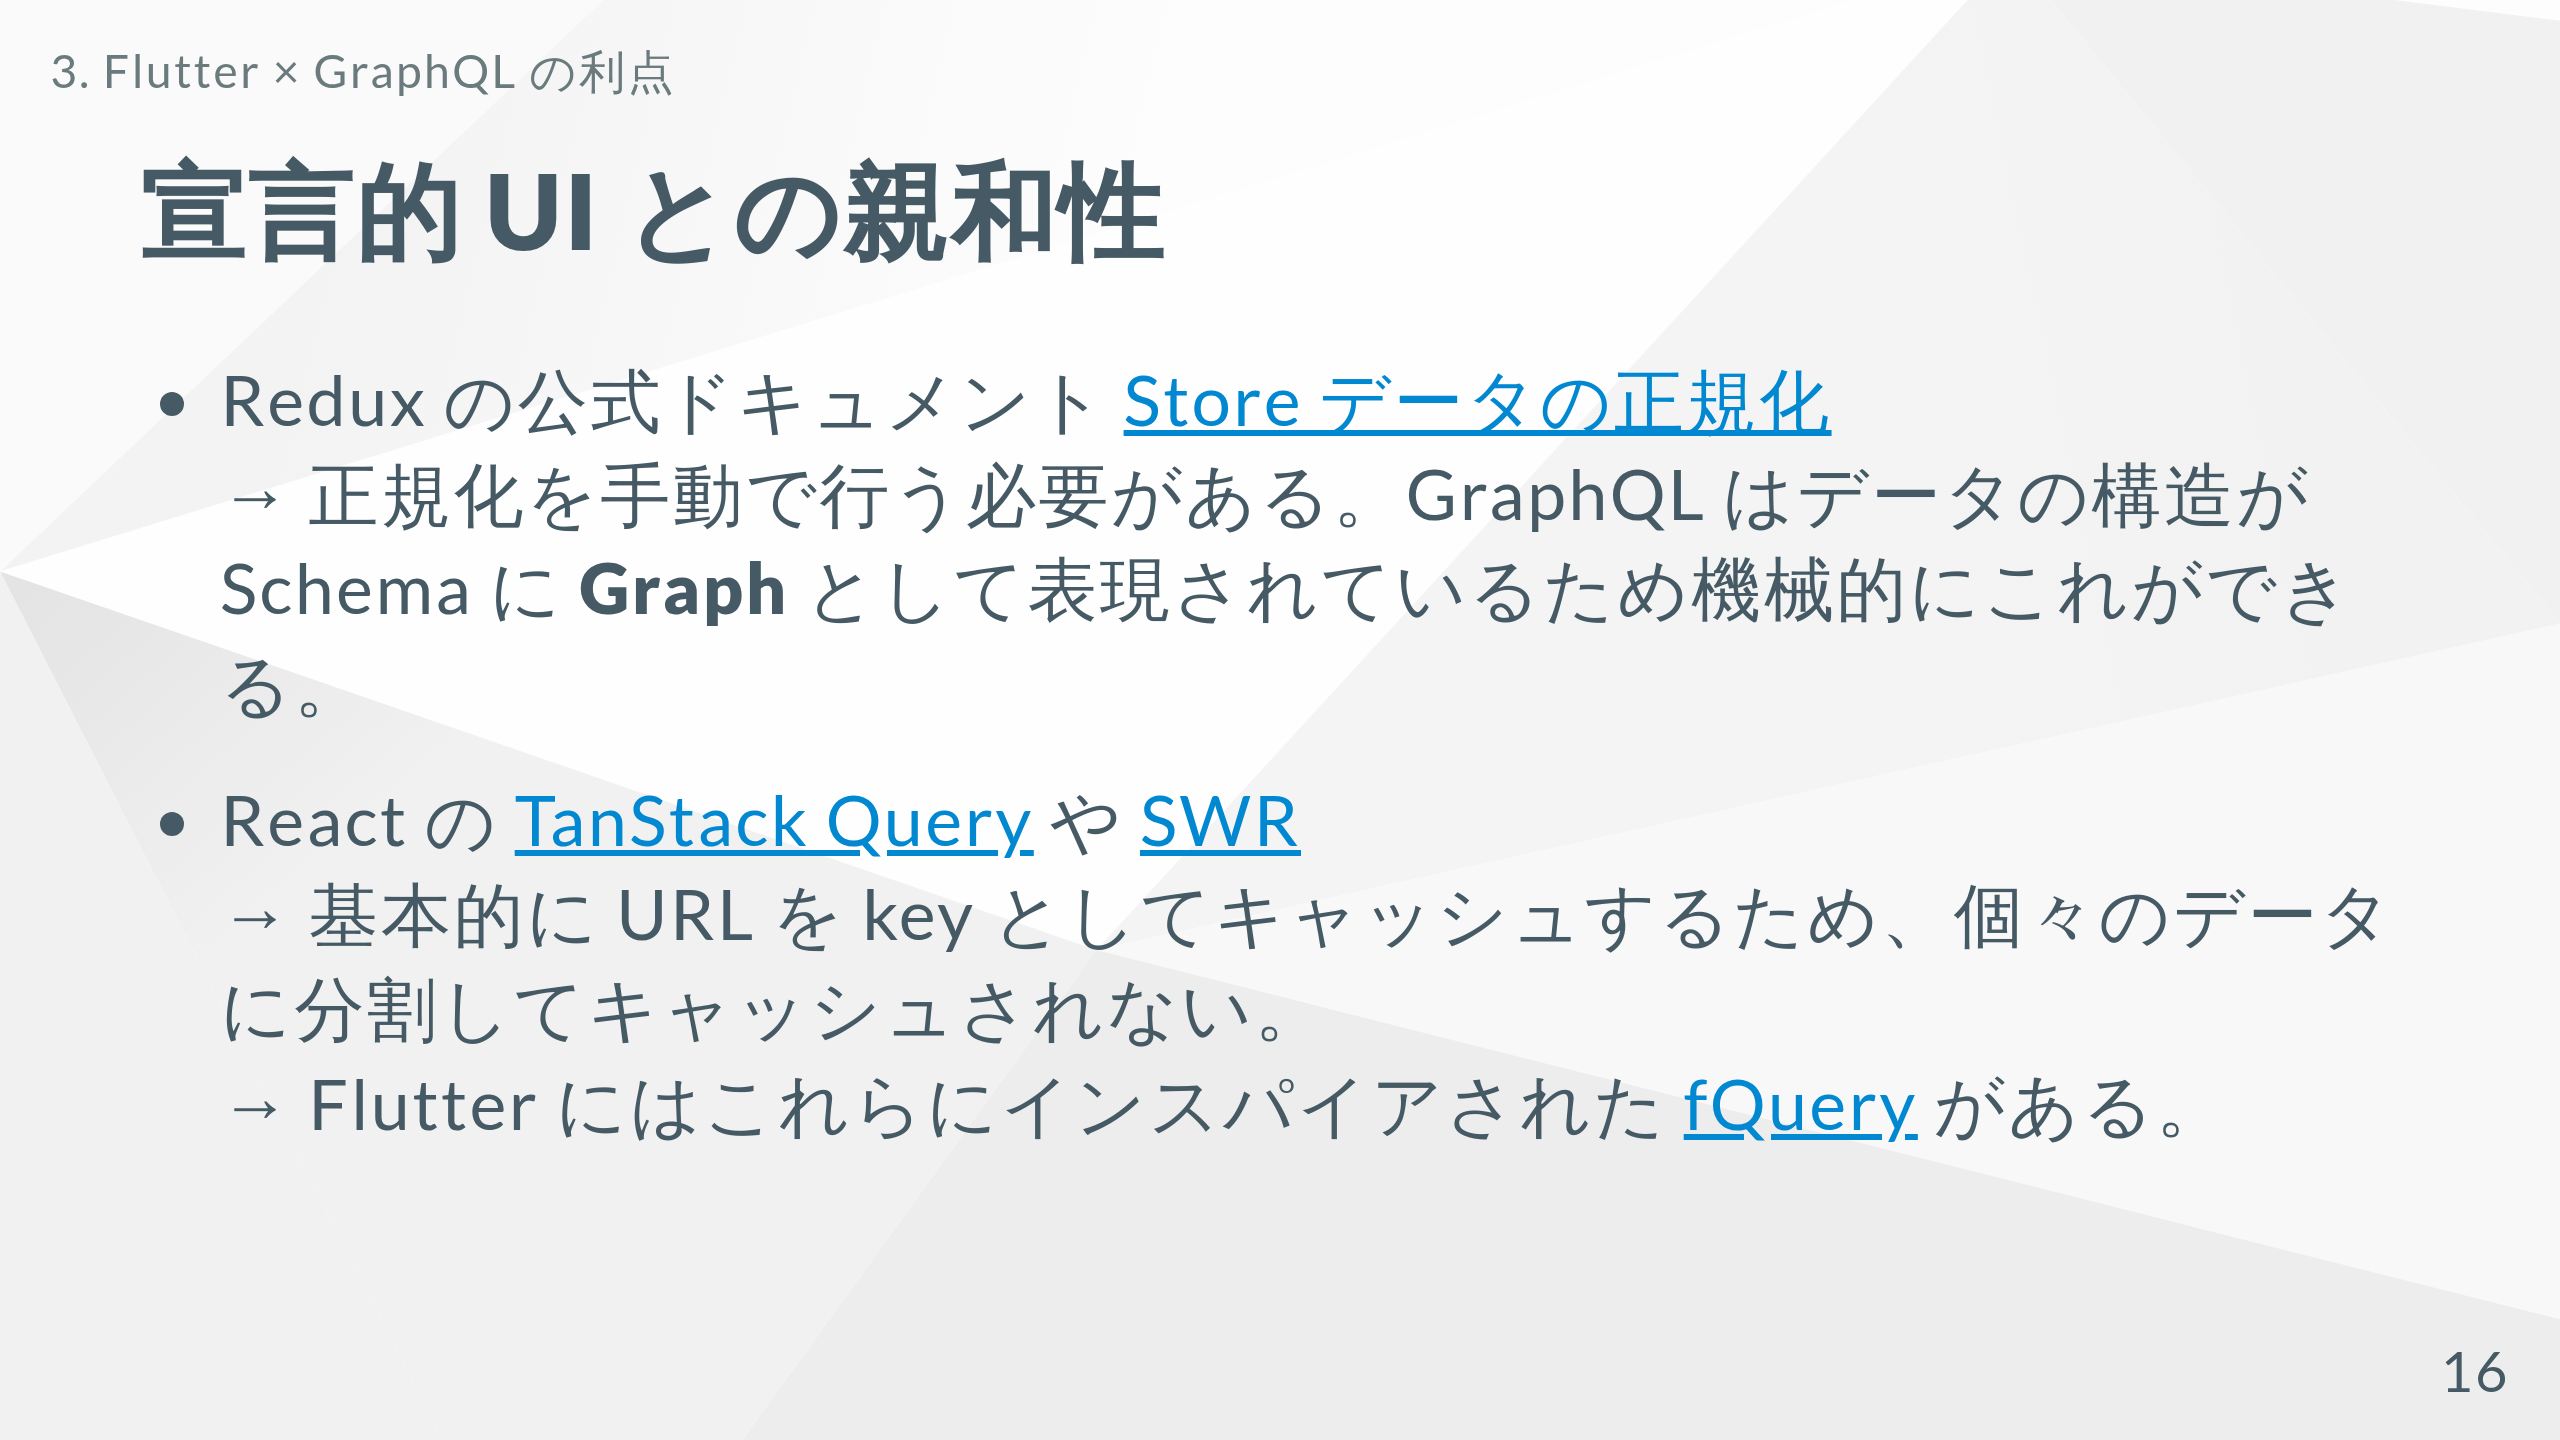 3. Flutter × GraphQL の利点
宣言的 UI との親和性
• Redux の公式ドキュメント Store データの正規化
→ 正規化を手動で行う必要がある。GraphQL はデータの構造が
Schema に Graph として表現されているため機械的にこれができ
る。
• React の TanStack Query や SWR
→ 基本的に URL を key としてキャッシュするため、個々のデータ
に分割してキャッシュされない。
→ Flutter にはこれらにインスパイアされた fQuery がある。
16